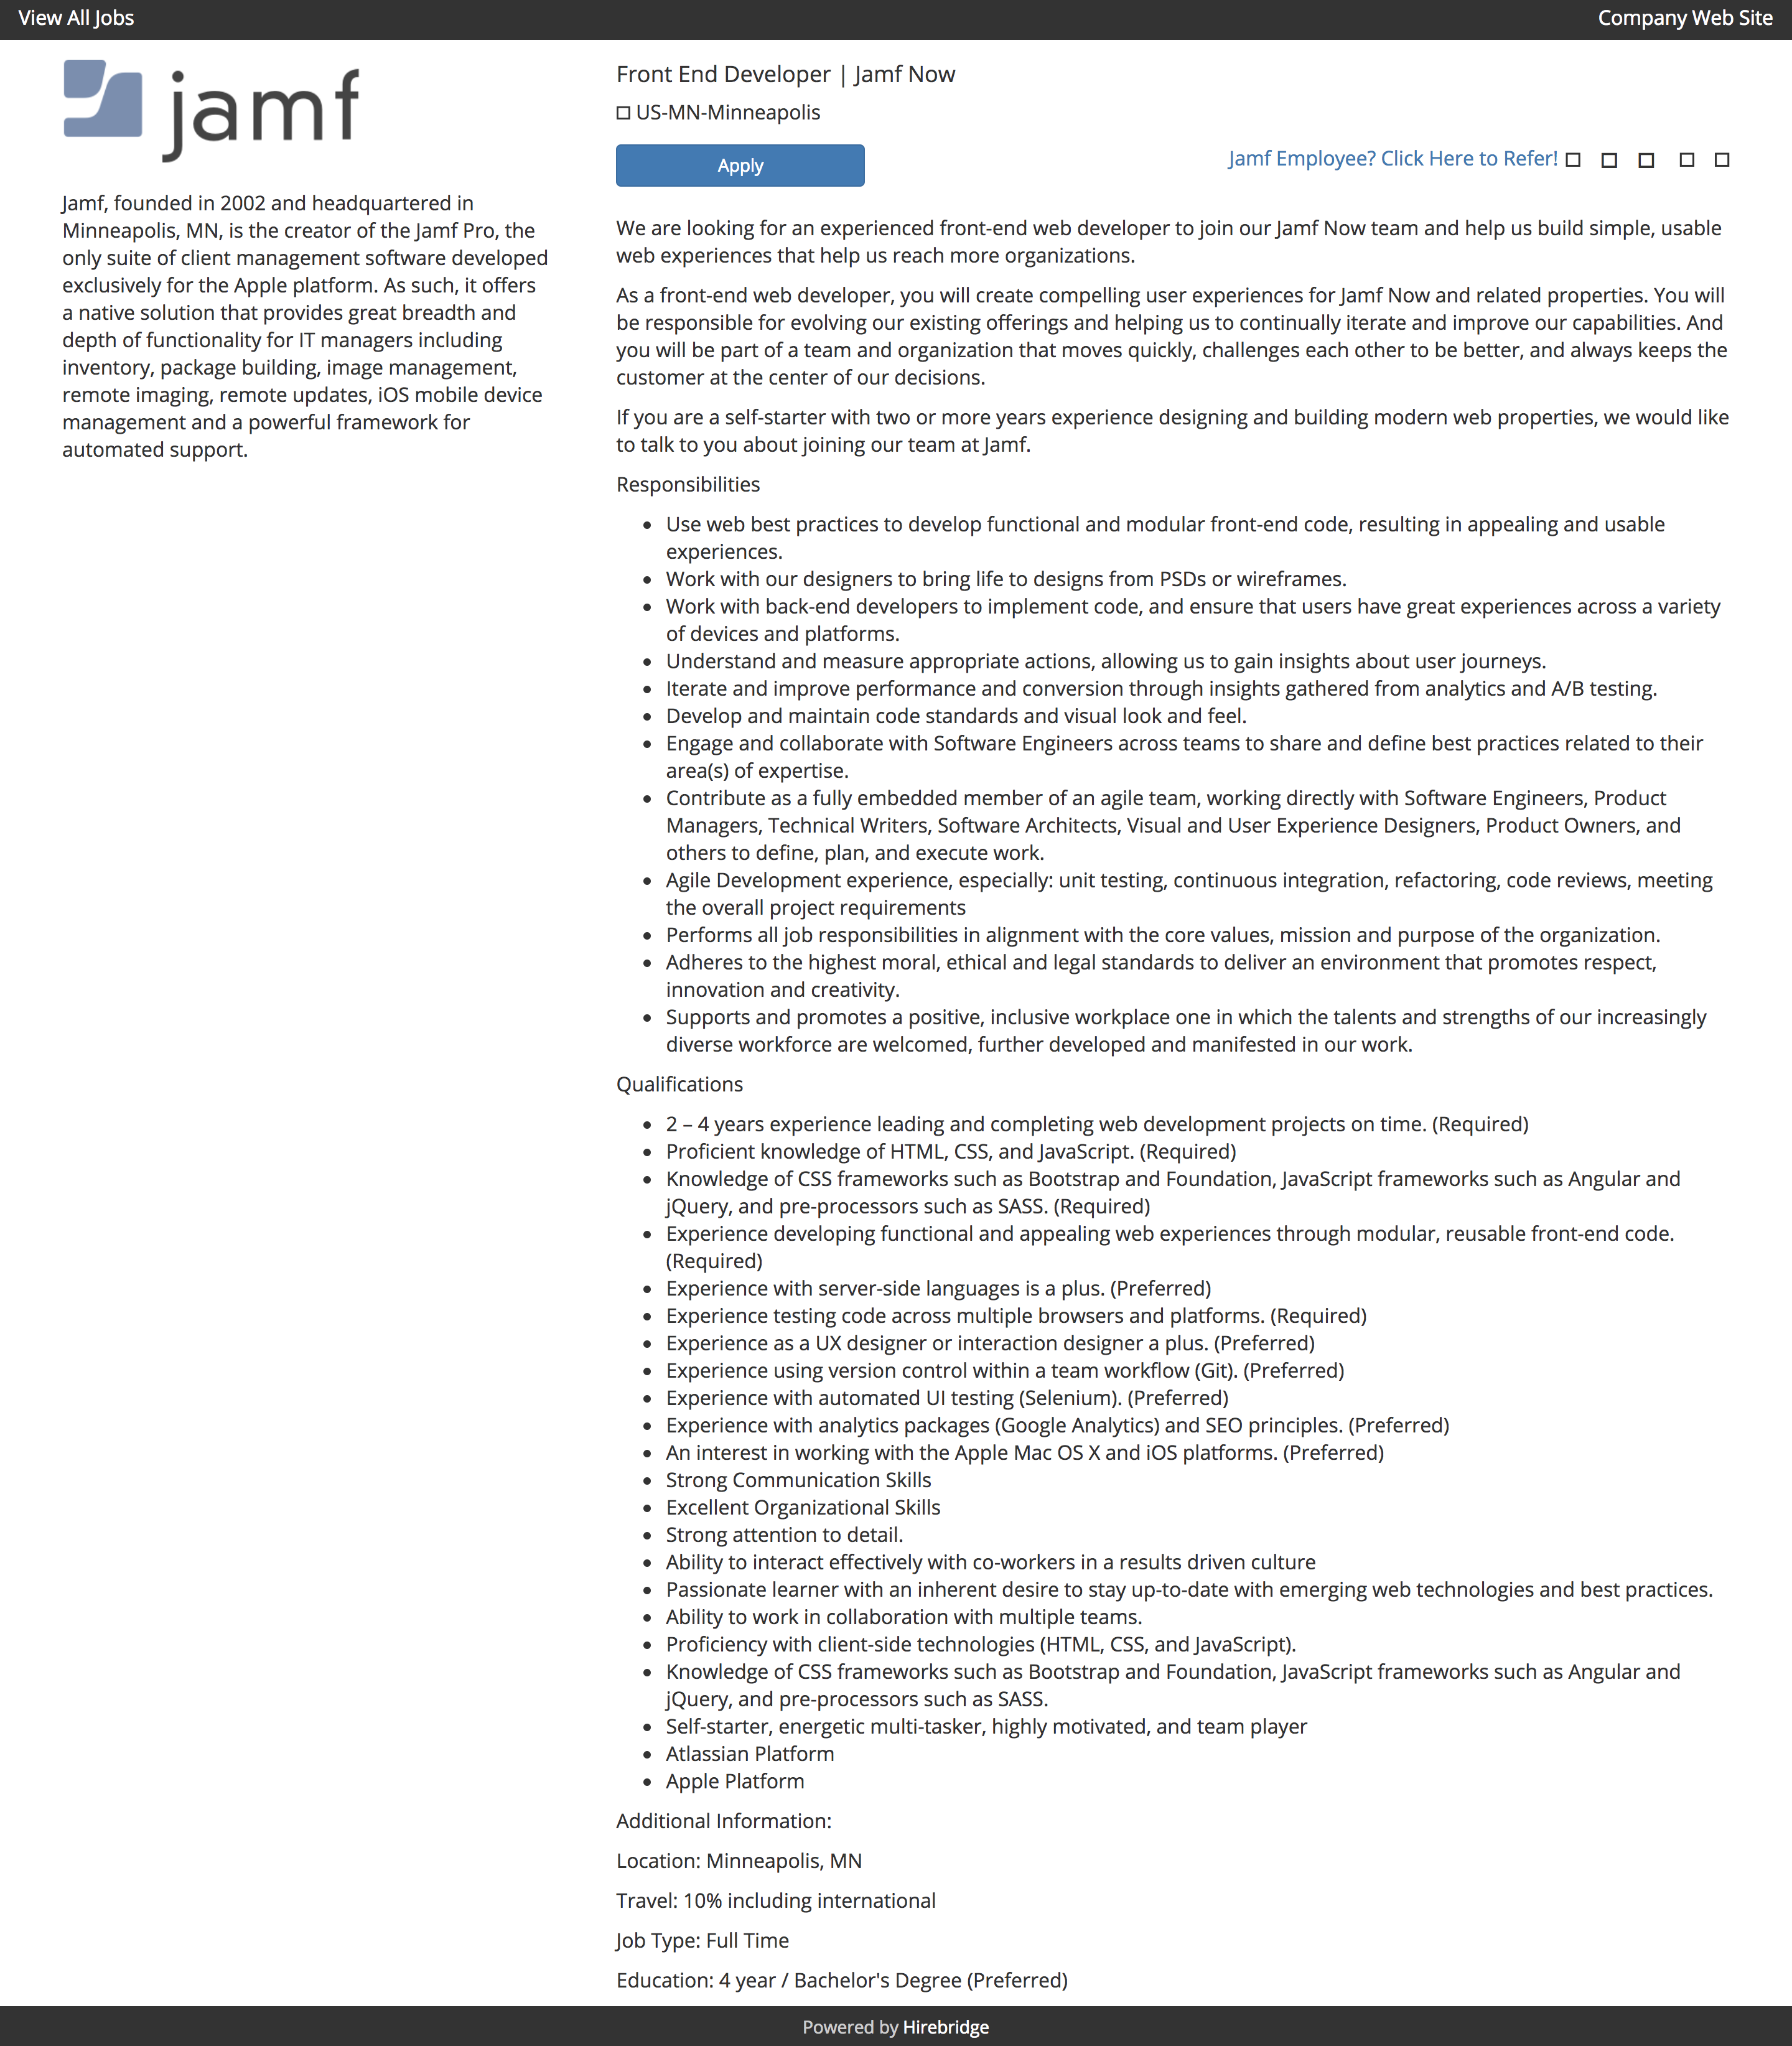 View All Jobs
Company Web Site
jamf
Jamf, founded in 2002 and headquartered in
Minneapolis, MN, is the creator of the Jamf Pro, the
only suite of client management software developed
exclusively for the Apple platform. As such, it offers
a native solution that provides great breadth and
depth of functionality for IT managers including
inventory, package building, image management,
remote imaging, remote updates, iOS mobile device
management and a powerful framework for
automated support.
Front End Developer | Jamf Now
US-MN-Minneapolis
Apply
Jamf Employee? Click Here to Refer!
We are looking for an experienced front-end web developer to join our Jamf Now team and help us build simple, usable
web experiences that help us reach more organizations.
As a front-end web developer, you will create compelling user experiences for Jamf Now and related properties. You will
be responsible for evolving our existing offerings and helping us to continually iterate and improve our capabilities. And
you will be part of a team and organization that moves quickly, challenges each other to be better, and always keeps the
customer at the center of our decisions.
If you are a self-starter with two or more years experience designing and building modern web properties, we would like
to talk to you about joining our team at Jamf.
Responsibilities
• Use web best practices to develop functional and modular front-end code, resulting in appealing and usable
experiences.
• Work with our designers to bring life to designs from PSDs or wireframes.
• Work with back-end developers to implement code, and ensure that users have great experiences across a variety
of devices and platforms.
• Understand and measure appropriate actions, allowing us to gain insights about user journeys.
• Iterate and improve performance and conversion through insights gathered from analytics and A/B testing.
• Develop and maintain code standards and visual look and feel.
• Engage and collaborate with Software Engineers across teams to share and define best practices related to their
area(s) of expertise.
• Contribute as a fully embedded member of an agile team, working directly with Software Engineers, Product
Managers, Technical Writers, Software Architects, Visual and User Experience Designers, Product Owners, and
others to define, plan, and execute work.
• Agile Development experience, especially: unit testing, continuous integration, refactoring, code reviews, meeting
the overall project requirements
• Performs all job responsibilities in alignment with the core values, mission and purpose of the organization.
• Adheres to the highest moral, ethical and legal standards to deliver an environment that promotes respect,
innovation and creativity.
• Supports and promotes a positive, inclusive workplace one in which the talents and strengths of our increasingly
diverse workforce are welcomed, further developed and manifested in our work.
Qualifications
• 2 – 4 years experience leading and completing web development projects on time. (Required)
• Proficient knowledge of HTML, CSS, and JavaScript. (Required)
• Knowledge of CSS frameworks such as Bootstrap and Foundation, JavaScript frameworks such as Angular and
jQuery, and pre-processors such as SASS. (Required)
• Experience developing functional and appealing web experiences through modular, reusable front-end code.
(Required)
• Experience with server-side languages is a plus. (Preferred)
• Experience testing code across multiple browsers and platforms. (Required)
• Experience as a UX designer or interaction designer a plus. (Preferred)
• Experience using version control within a team workflow (Git). (Preferred)
• Experience with automated UI testing (Selenium). (Preferred)
• Experience with analytics packages (Google Analytics) and SEO principles. (Preferred)
• An interest in working with the Apple Mac OS X and iOS platforms. (Preferred)
• Strong Communication Skills
• Excellent Organizational Skills
• Strong attention to detail.
• Ability to interact effectively with co-workers in a results driven culture
• Passionate learner with an inherent desire to stay up-to-date with emerging web technologies and best practices.
• Ability to work in collaboration with multiple teams.
• Proficiency with client-side technologies (HTML, CSS, and JavaScript).
• Knowledge of CSS frameworks such as Bootstrap and Foundation, JavaScript frameworks such as Angular and
jQuery, and pre-processors such as SASS.
• Self-starter, energetic multi-tasker, highly motivated, and team player
• Atlassian Platform
• Apple Platform
Additional Information:
Location: Minneapolis, MN
Travel: 10% including international
Job Type: Full Time
Education: 4 year / Bachelor's Degree (Preferred)
Powered by Hirebridge